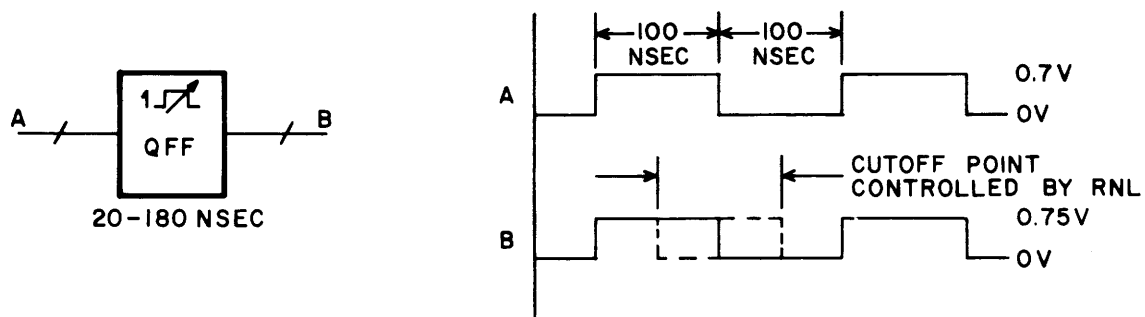 A
1
QFF
B
20-180 NSEC
100 NSEC
100 NSEC
A
0.7V
0V
CUTOFF POINT
CONTROLLED BY RNL
B
0.75V
0V